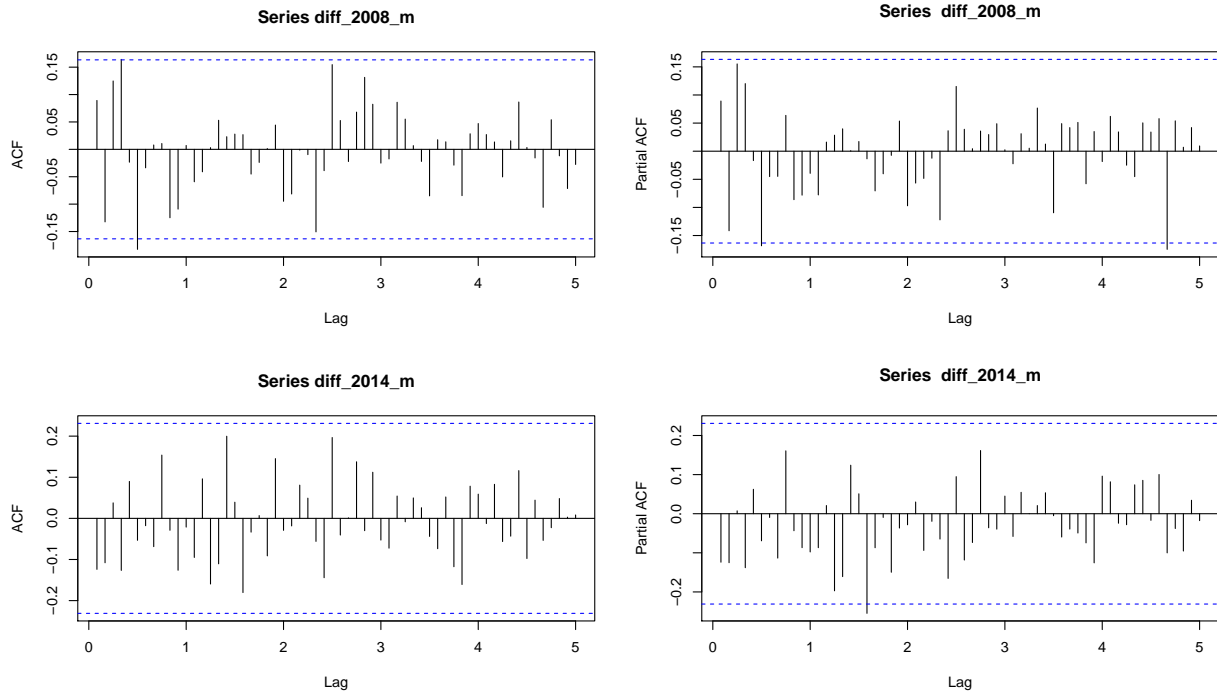 Series diff_2008_m
ACF
0.15
0.05
−0.05
−0.15
0 1 2 3 4 5
Lag
Series diff_2008_m
Partial ACF
0.15
0.05
−0.05
−0.15
0 1 2 3 4 5
Lag
Series diff_2014_m
ACF
0.2
0.1
0.0
−0.1
−0.2
0 1 2 3 4 5
Lag
Series diff_2014_m
Partial ACF
0.2
0.1
0.0
−0.2
0 1 2 3 4 5
Lag